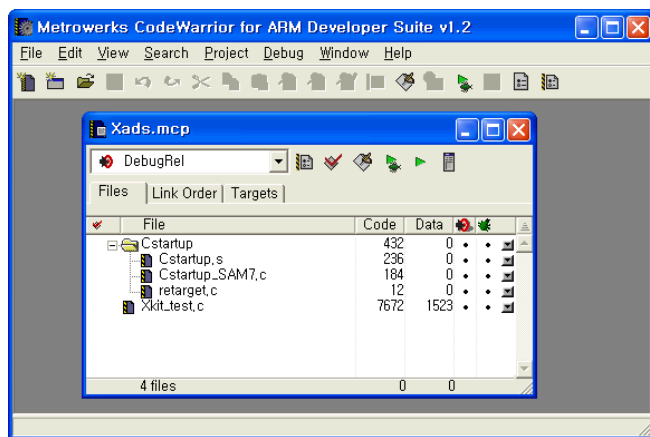 Metrowerks CodeWarrior for ARM Developer Suite v1.2
File Edit View Search Project Debug Window Help
Xads.mcp
DebugRel
Files Link Order Targets
File Code Data
Cstartup 432 0
Cstartup.s 236 0
Cstartup_SAM7.c 184 0
retarget.c 12 0
Xkit_test.c 7672 1523
4 files 0 0